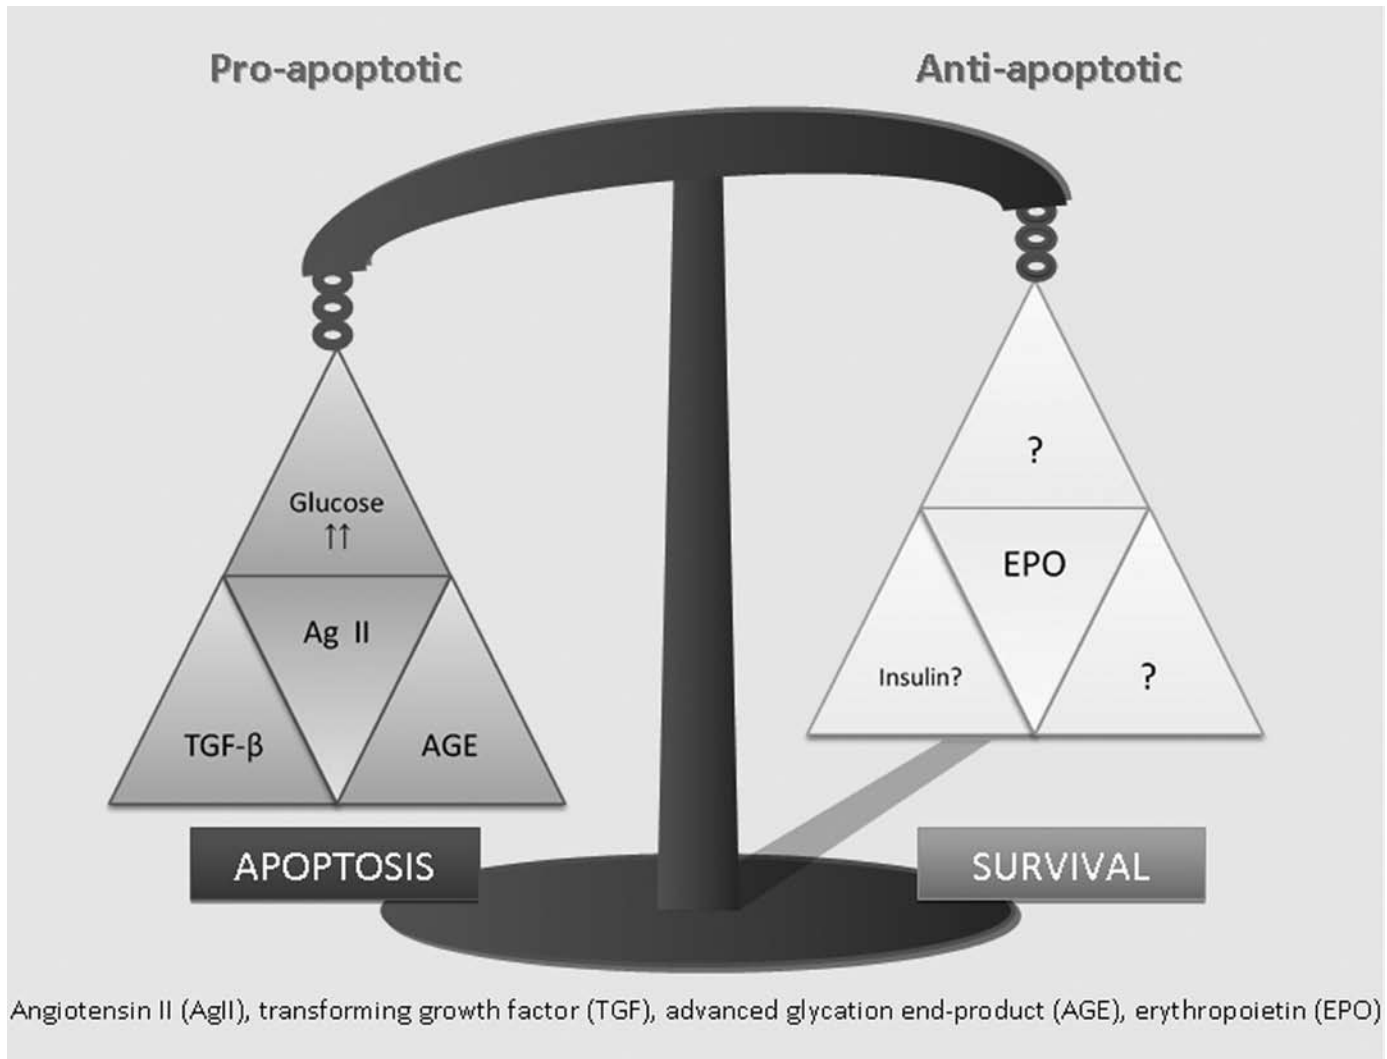 Pro-apoptotic
Anti-apoptotic
Glucose
↑↑
Ag II
TGF-β
AGE
?
EPO
Insulin?
?
APOPTOSIS
SURVIVAL
Angiotensin II (AgII), transforming growth factor (TGF), advanced glycation end-product (AGE), erythropoietin (EPO)